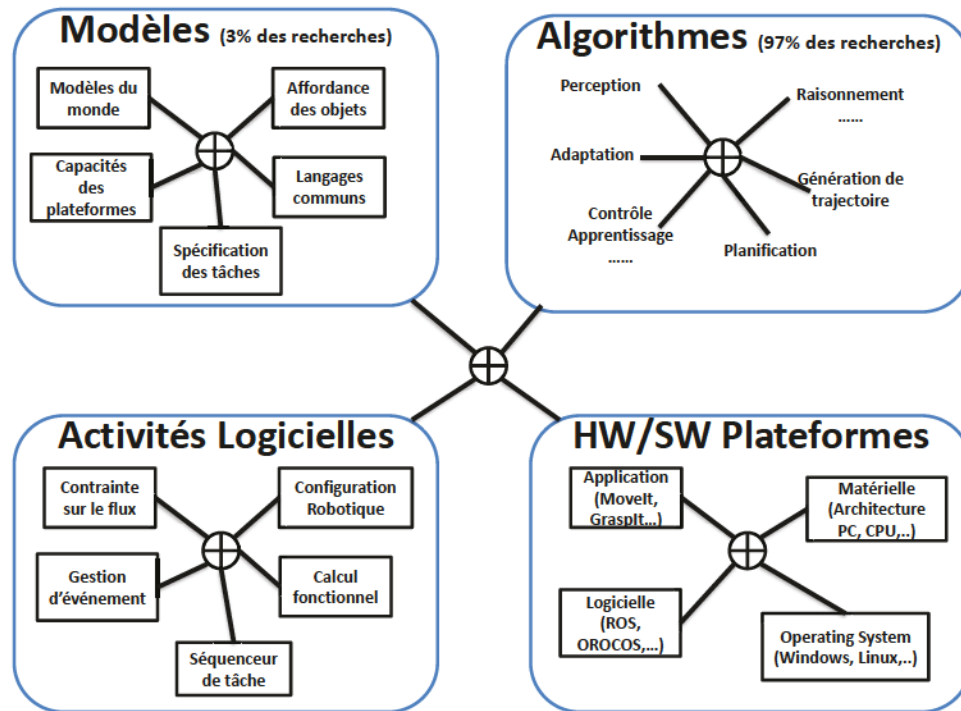 Modèles (3% des recherches)
Modèles du
monde
Affordance
des objets
Capacités
des
plateformes
Langages
communs
Spécification
des tâches
Algorithmes (97% des recherches)
Perception
Raisonnement
......
Adaptation
Génération de
trajectoire
Contrôle
Apprentissage
......
Planification
Activités Logicielles
Contrainte
sur le flux
Configuration
Robotique
Gestion
d'événement
Calcul
fonctionnel
Séquenceur
de tâche
HW/SW Plateformes
Application
(MoveIt,
GraspIt...)
Matérielle
(Architecture
PC, CPU,..)
Logicielle
(ROS,
OROCOS,...)
Operating System
(Windows, Linux,..)